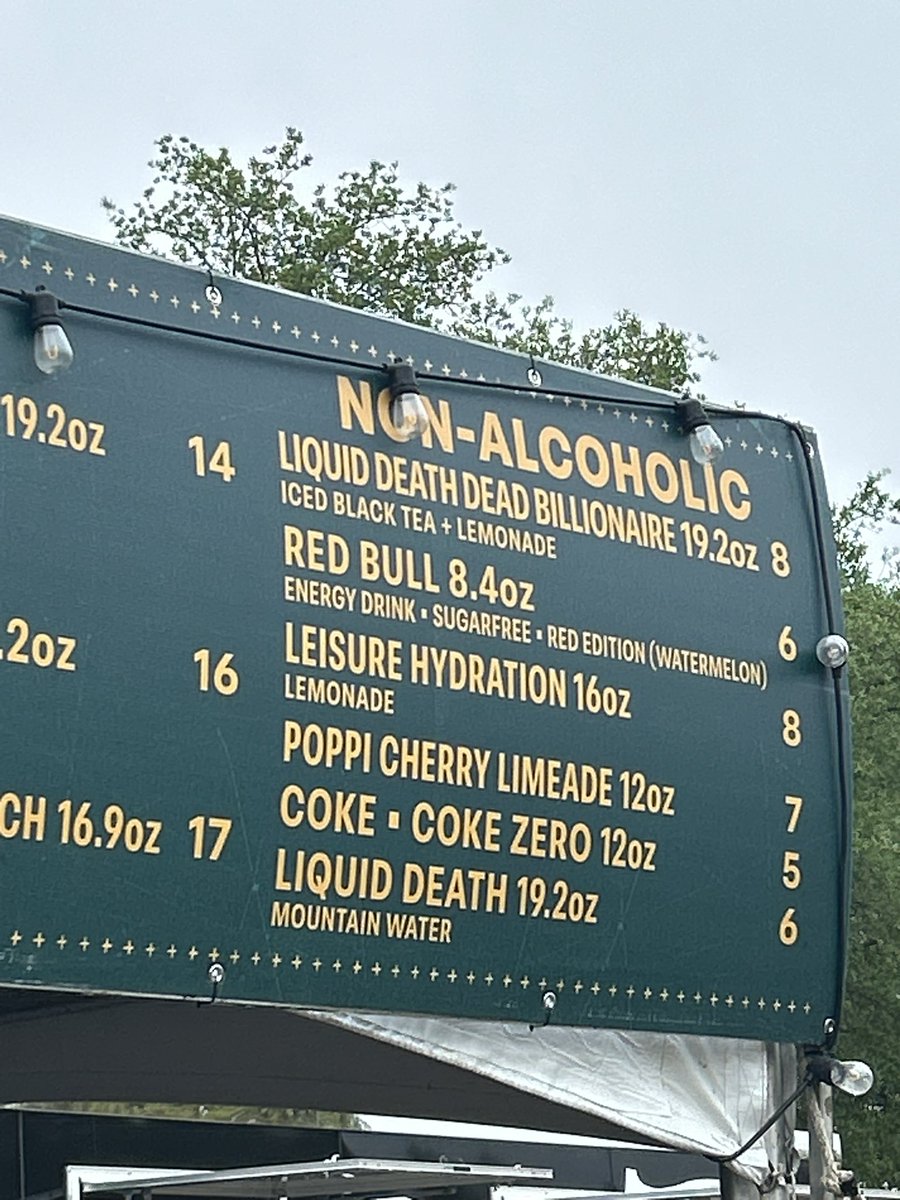 19.2oz 14
.2oz 16
CH 16.9oz 17
NON-ALCOHOLIC
LIQUID DEATH DEAD BILLIONAIRE 19.2oz 8
ICED BLACK TEA + LEMONADE
RED BULL 8.4oz
ENERGY DRINK ▪ SUGARFREE ▪ RED EDITION (WATERMELON) 6
LEISURE HYDRATION 16oz
LEMONADE 8
POPPI CHERRY LIMEADE 12oz 7
COKE ▪ COKE ZERO 12oz 5
LIQUID DEATH 19.2oz 6
MOUNTAIN WATER